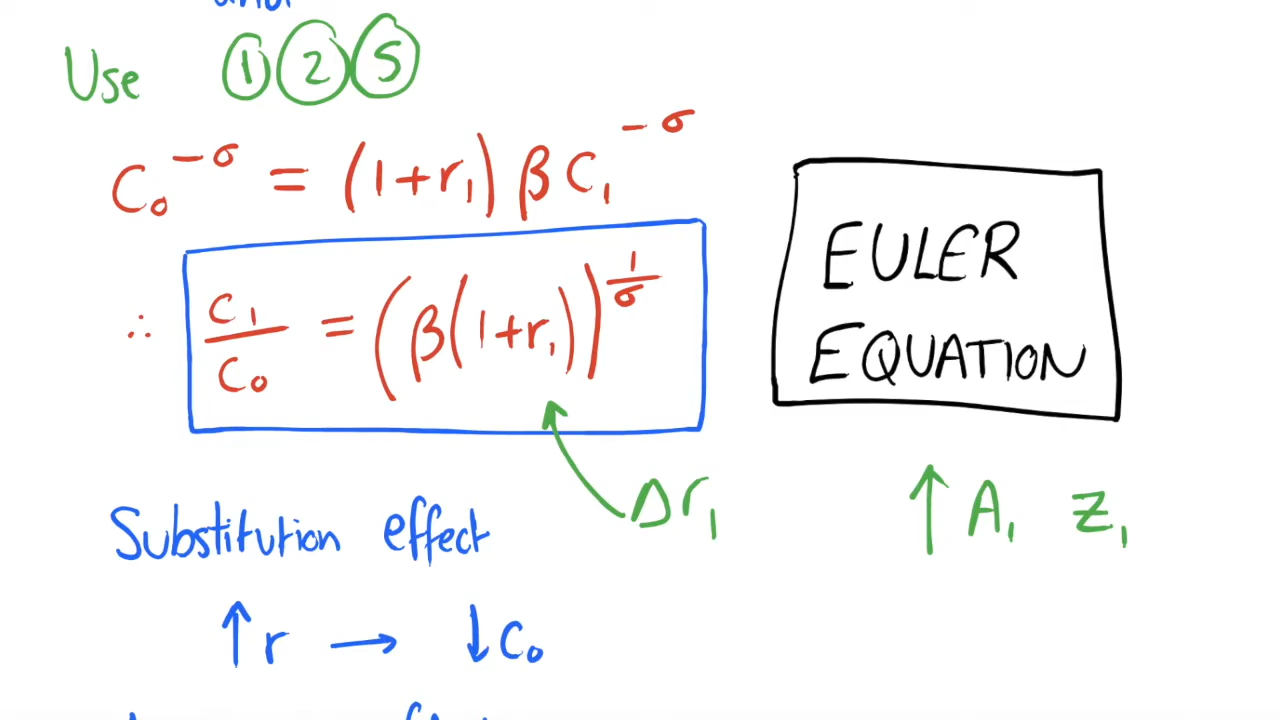 and
Use ① ② ⑤
C₀^{-σ} = (1+r₁) β C₁^{-σ}
∴ C₁/C₀ = (β(1+r₁))^{1/σ}
EULER
EQUATION
Δr₁
↑ A₁ z₁
Substitution effect
↑ r → ↓ C₀